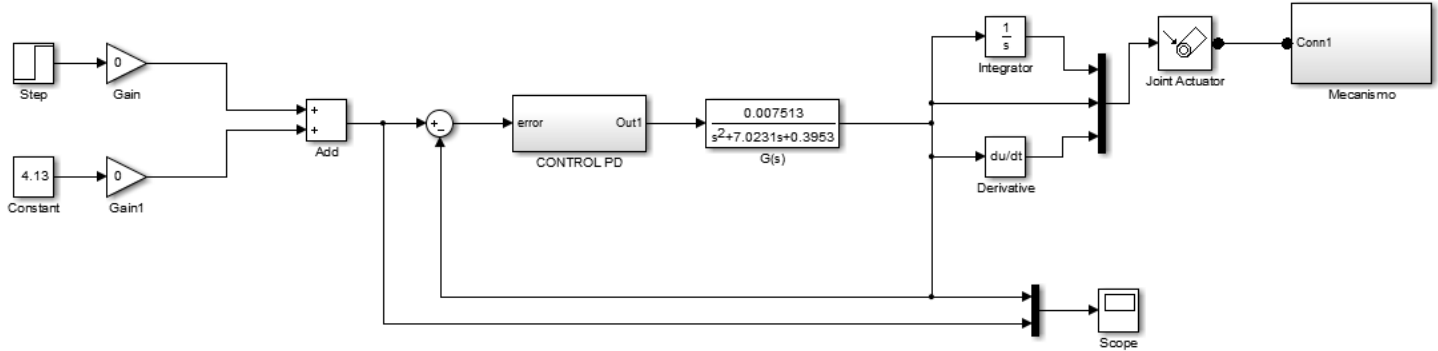 Step
0
Gain
4.13
Constant
0
Gain1
+
+
Add
+
−
error
Out1
CONTROL PD
0.007513
s2+7.0231s+0.3953
G(s)
1
s
Integrator
du/dt
Derivative
Joint Actuator
Conn1
Mecanismo
Scope